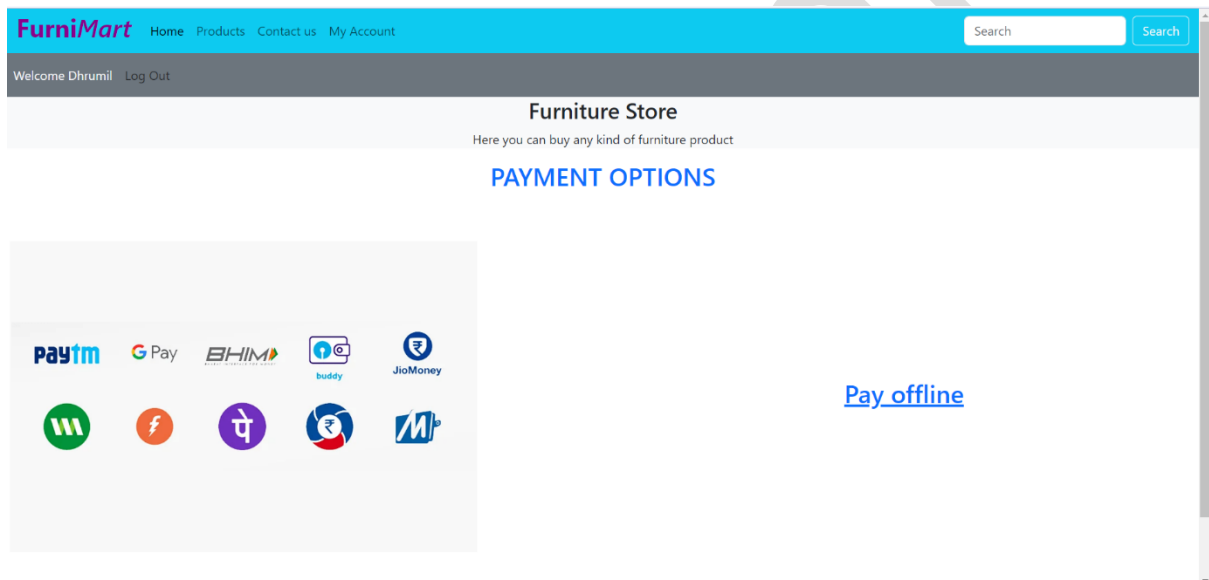 FurniMart Home Products Contact us My Account Search Search
Welcome Dhrumil Log Out
Furniture Store
Here you can buy any kind of furniture product
PAYMENT OPTIONS
paytm G Pay BHIM buddy JioMoney
पे
Pay offline